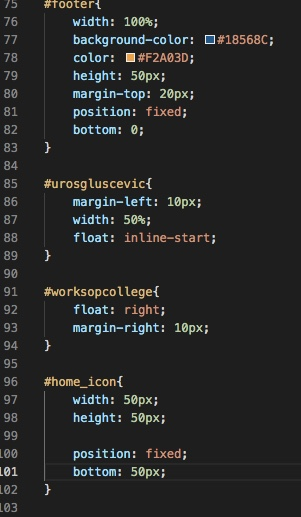 75 #footer{
76 width: 100%;
77 background-color: #18568C;
78 color: #F2A03D;
79 height: 50px;
80 margin-top: 20px;
81 position: fixed;
82 bottom: 0;
83 }
84
85 #urosgluscevic{
86 margin-left: 10px;
87 width: 50%;
88 float: inline-start;
89 }
90
91 #worksopcollege{
92 float: right;
93 margin-right: 10px;
94 }
95
96 #home_icon{
97 width: 50px;
98 height: 50px;
99
100 position: fixed;
101 bottom: 50px;
102 }
103